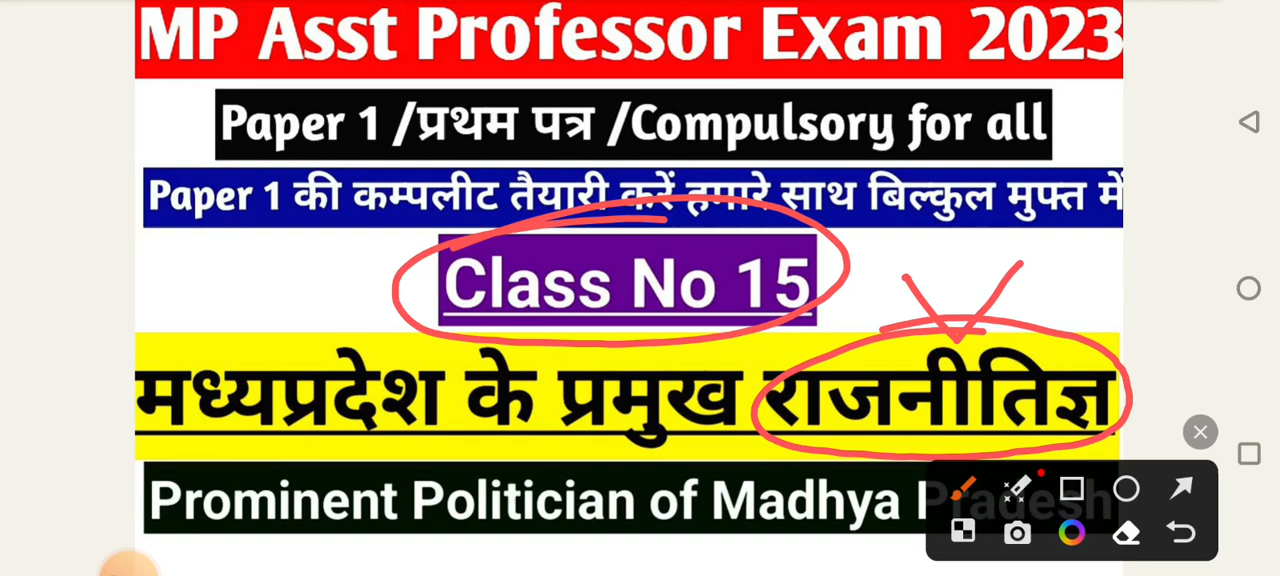 MP Asst Professor Exam 2023
Paper 1 /प्रथम पत्र /Compulsory for all
Paper 1 की कम्पलीट तैयारी करें हमारे साथ बिल्कुल मुफ्त में
Class No 15
मध्यप्रदेश के प्रमुख राजनीतिज्ञ
Prominent Politician of Madhya Pradesh